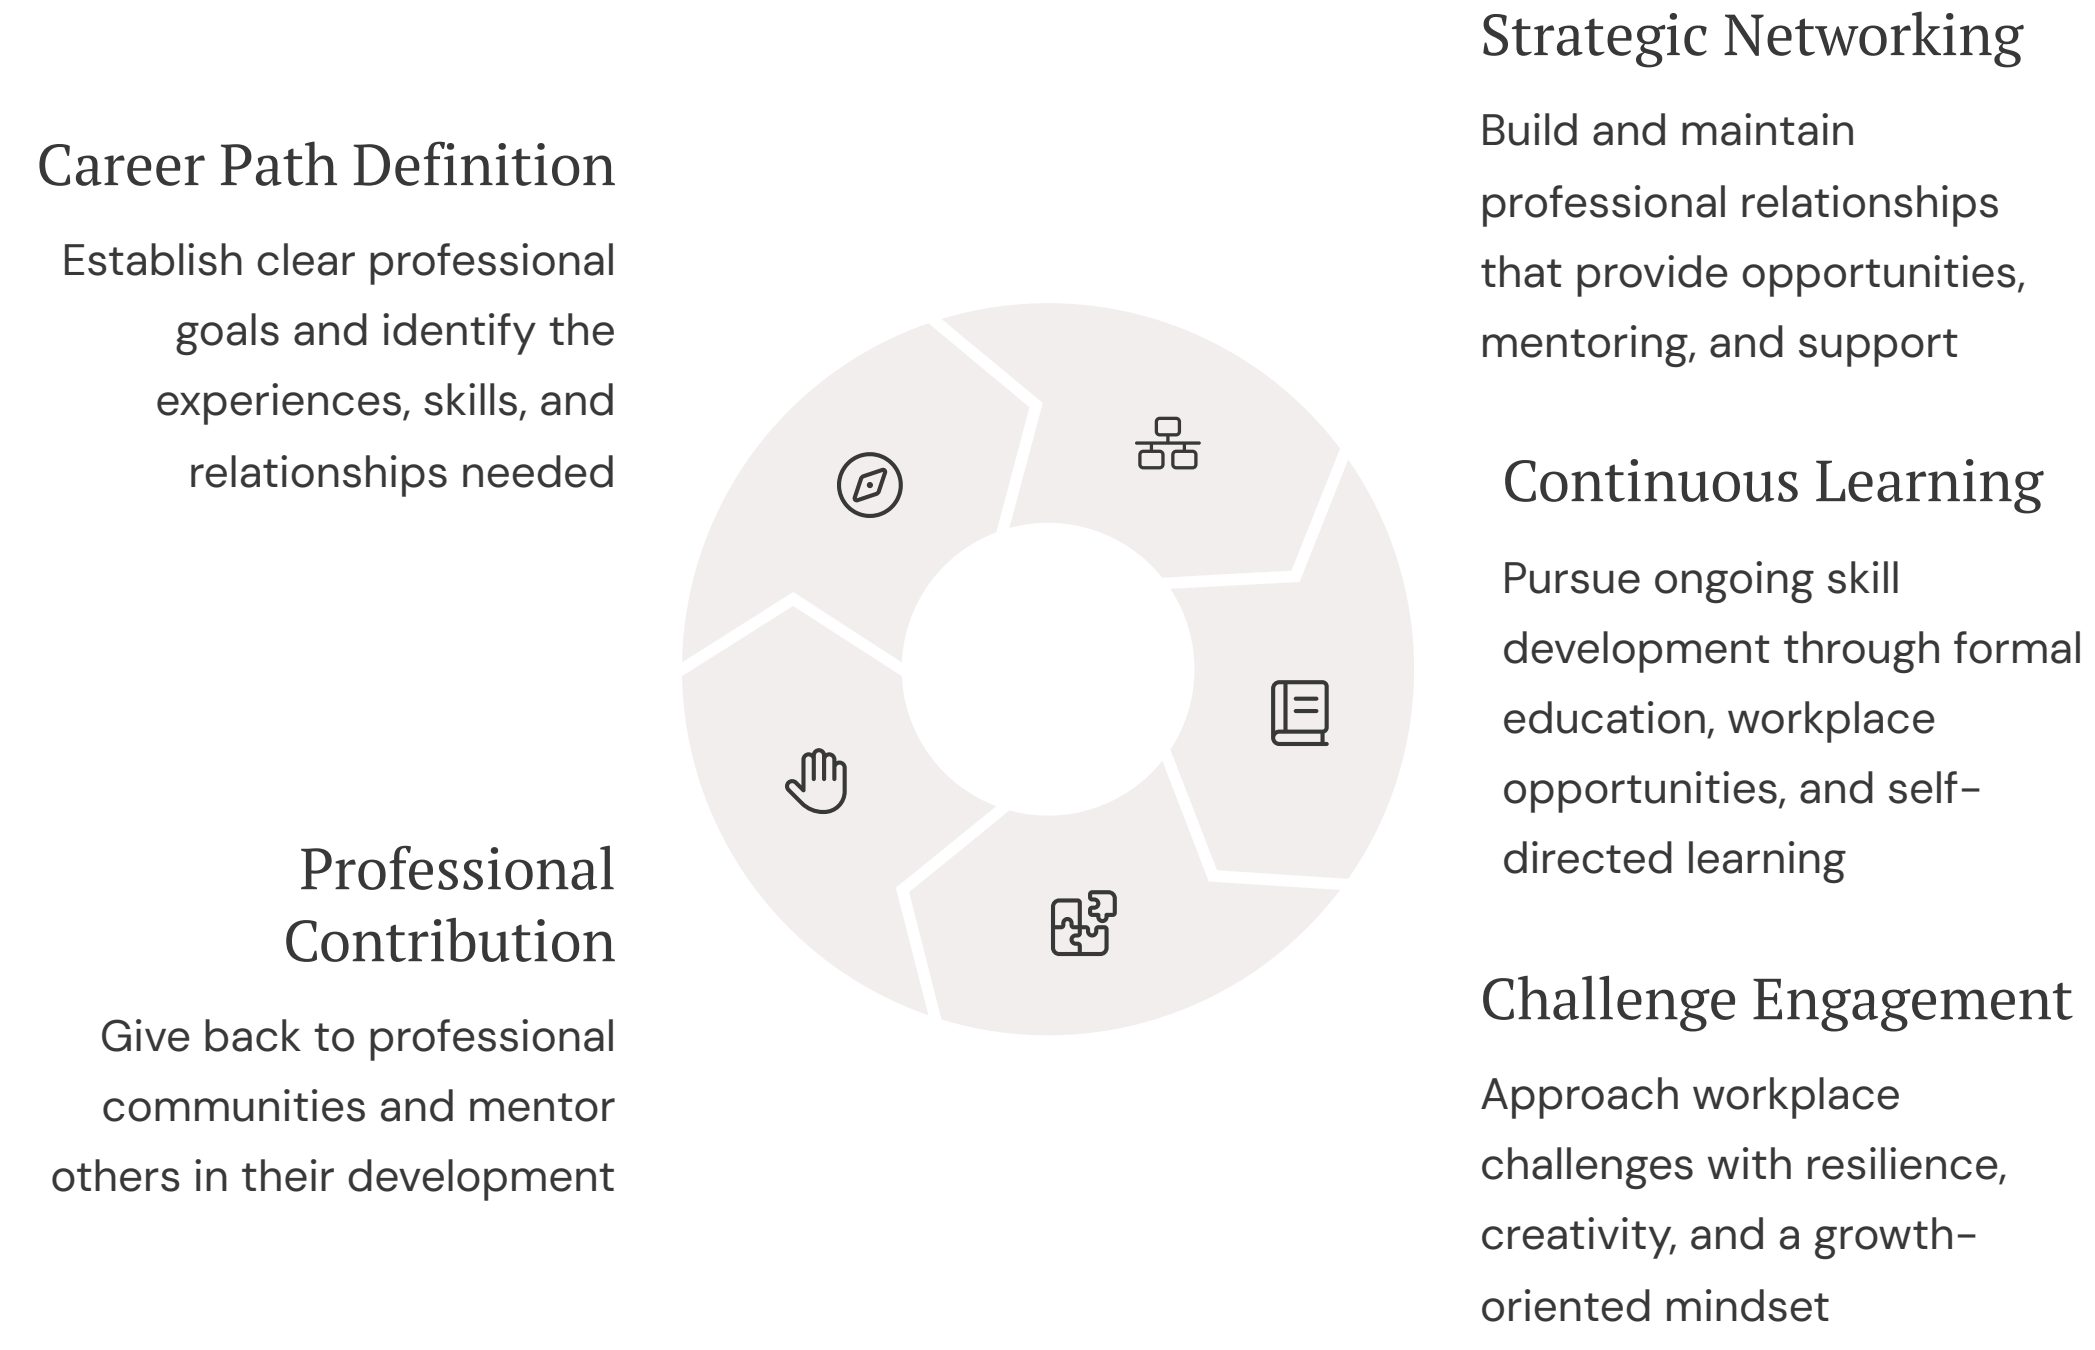 Career Path Definition
Establish clear professional
goals and identify the
experiences, skills, and
relationships needed
Strategic Networking
Build and maintain
professional relationships
that provide opportunities,
mentoring, and support
Continuous Learning
Pursue ongoing skill
development through formal
education, workplace
opportunities, and self-
directed learning
Challenge Engagement
Approach workplace
challenges with resilience,
creativity, and a growth-
oriented mindset
Professional
Contribution
Give back to professional
communities and mentor
others in their development